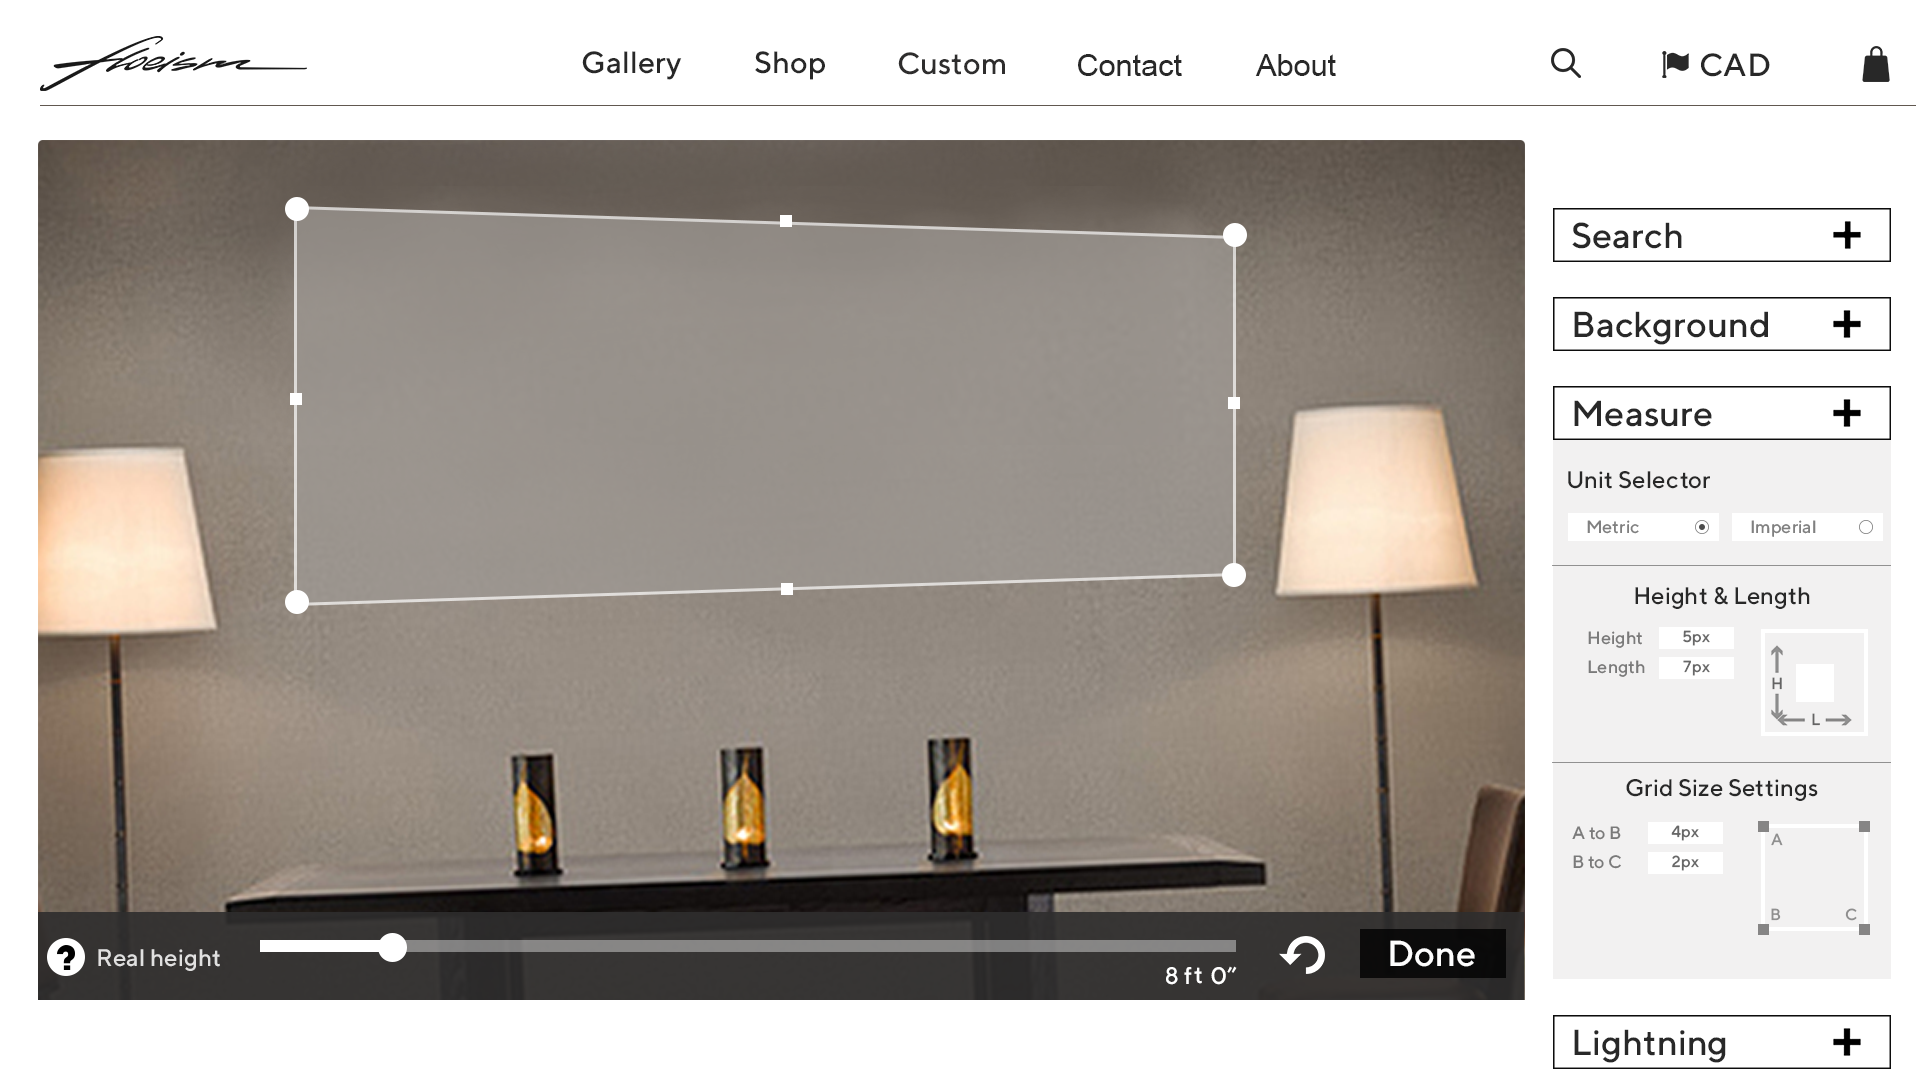 floeism
Gallery Shop Custom Contact About CAD
Search +
Background +
Measure +
Unit Selector
Metric Imperial
Height & Length
Height 5px
Length 7px
H
L
Grid Size Settings
A to B 4px
B to C 2px
A
B C
? Real height
8 ft 0”
Done
Lightning +